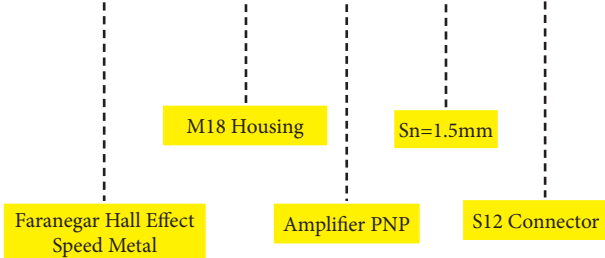 M18 Housing
Sn=1.5mm
Faranegar Hall Effect
Speed Metal
Amplifier PNP
S12 Connector